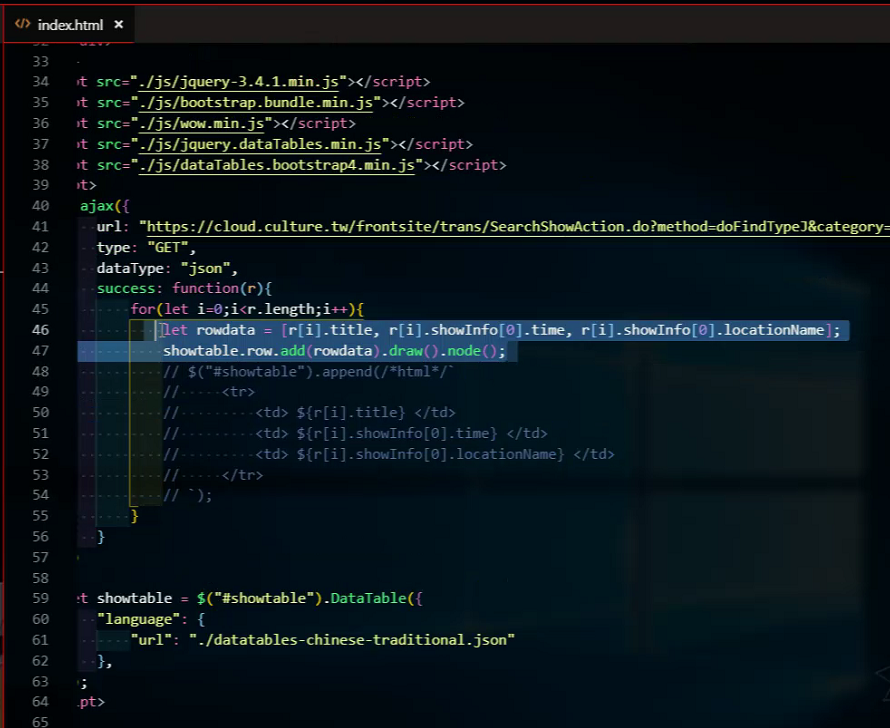 </> index.html ×
33
34 pt src="./js/jquery-3.4.1.min.js"></script>
35 pt src="./js/bootstrap.bundle.min.js"></script>
36 pt src="./js/wow.min.js"></script>
37 pt src="./js/jquery.dataTables.min.js"></script>
38 pt src="./js/dataTables.bootstrap4.min.js"></script>
39 pt>
40 ajax({
41 url: "https://cloud.culture.tw/frontsite/trans/SearchShowAction.do?method=doFindTypeJ&category=
42 type: "GET",
43 dataType: "json",
44 success: function(r){
45 for(let i=0;i<r.length;i++){
46 let rowdata = [r[i].title, r[i].showInfo[0].time, r[i].showInfo[0].locationName];
47 showtable.row.add(rowdata).draw().node();
48 // $("#showtable").append(/*html*/`
49 // <tr>
50 // <td> ${r[i].title} </td>
51 // <td> ${r[i].showInfo[0].time} </td>
52 // <td> ${r[i].showInfo[0].locationName} </td>
53 // </tr>
54 // `);
55 }
56 }
57
58
59 et showtable = $("#showtable").DataTable({
60 "language": {
61 "url": "./datatables-chinese-traditional.json"
62 },
63 ;
64 ipt>
65